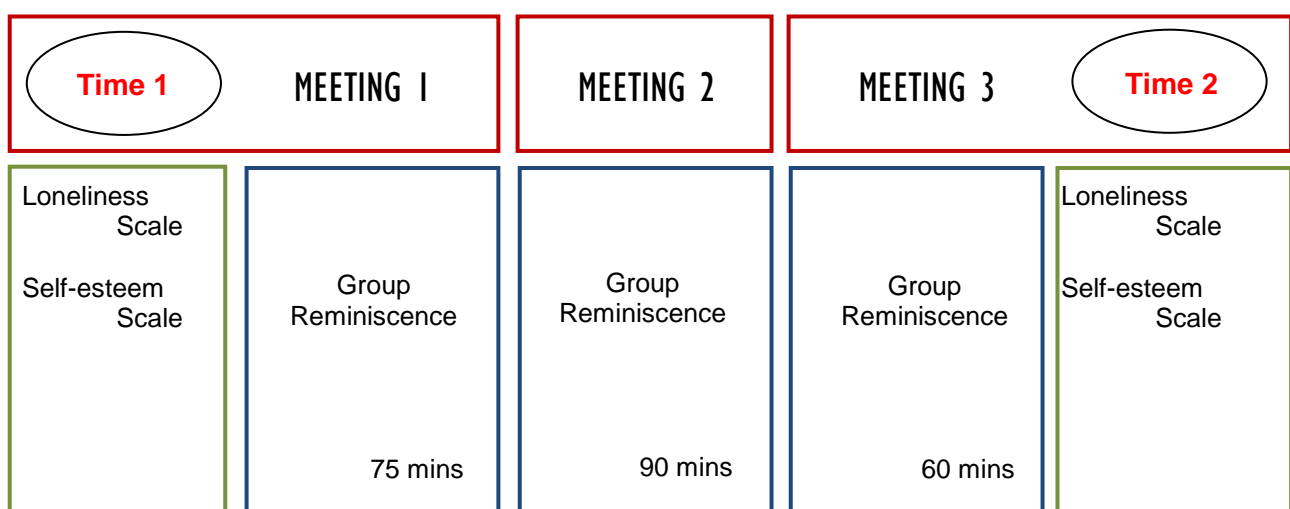 Time 1
MEETING 1
MEETING 2
MEETING 3
Time 2
Loneliness
Scale
Self-esteem
Scale
Group
Reminiscence
75 mins
Group
Reminiscence
90 mins
Group
Reminiscence
60 mins
Loneliness
Scale
Self-esteem
Scale